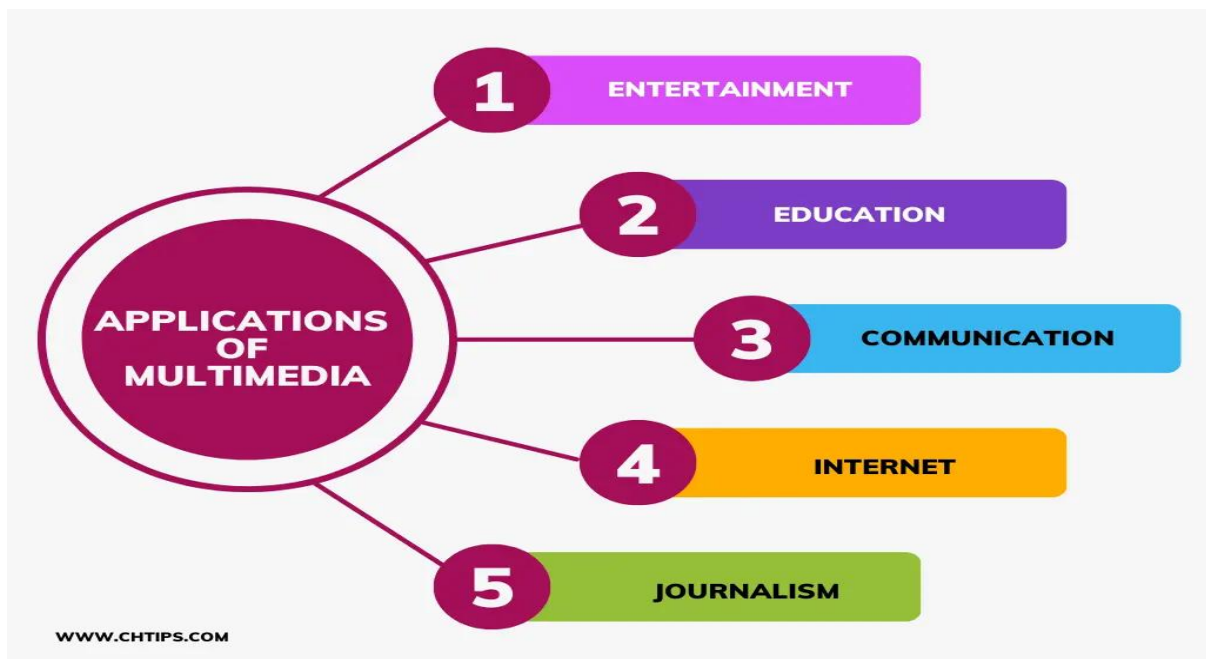 1
ENTERTAINMENT
2
EDUCATION
APPLICATIONS
OF
MULTIMEDIA
3
COMMUNICATION
4
INTERNET
5
JOURNALISM
WWW.CHTIPS.COM